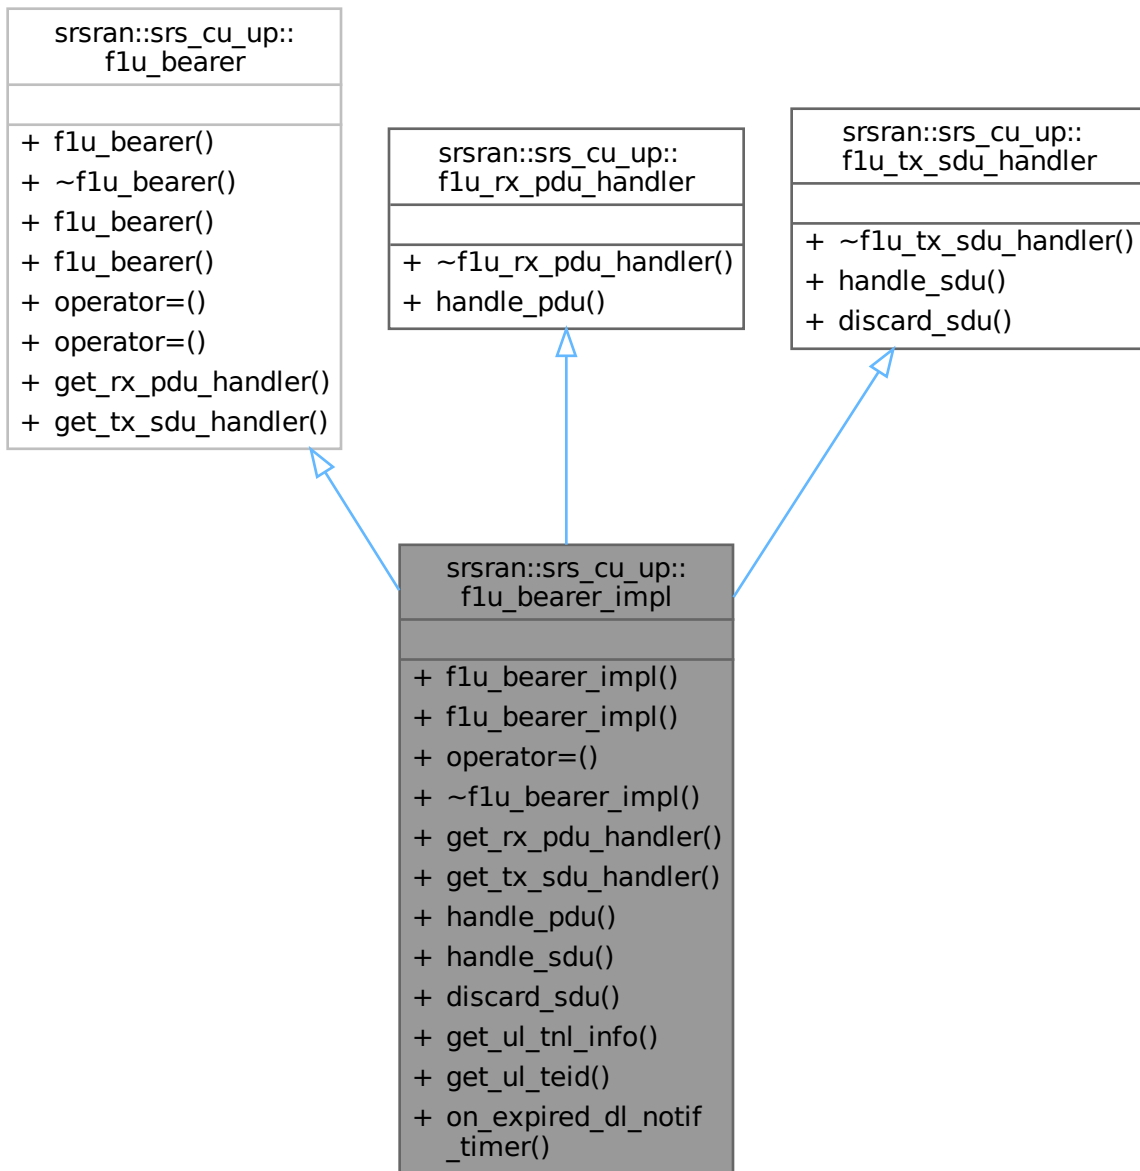 srsran::srs_cu_up::
f1u_bearer
+ f1u_bearer()
+ ~f1u_bearer()
+ f1u_bearer()
+ f1u_bearer()
+ operator=()
+ operator=()
+ get_rx_pdu_handler()
+ get_tx_sdu_handler()
srsran::srs_cu_up::
f1u_rx_pdu_handler
+ ~f1u_rx_pdu_handler()
+ handle_pdu()
srsran::srs_cu_up::
f1u_tx_sdu_handler
+ ~f1u_tx_sdu_handler()
+ handle_sdu()
+ discard_sdu()
srsran::srs_cu_up::
f1u_bearer_impl
+ f1u_bearer_impl()
+ f1u_bearer_impl()
+ operator=()
+ ~f1u_bearer_impl()
+ get_rx_pdu_handler()
+ get_tx_sdu_handler()
+ handle_pdu()
+ handle_sdu()
+ discard_sdu()
+ get_ul_tnl_info()
+ get_ul_teid()
+ on_expired_dl_notif
_timer()